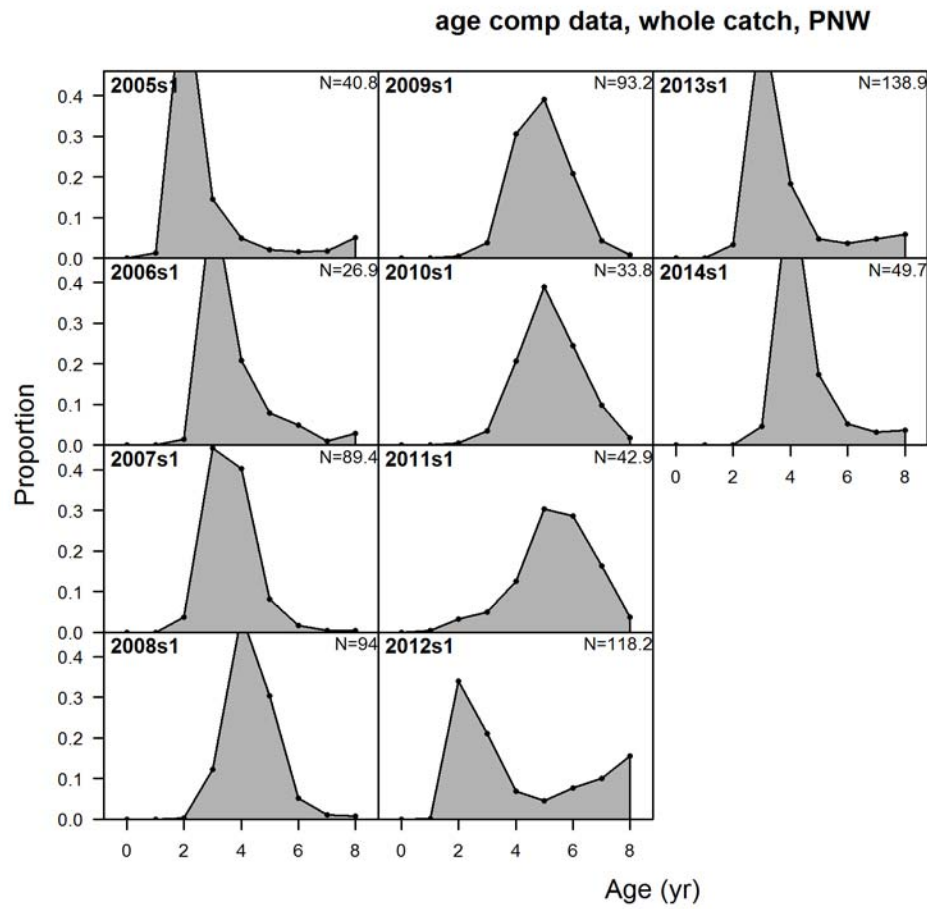 age comp data, whole catch, PNW
2005s1 N=40.8 2009s1 N=93.2 2013s1 N=138.9
0.4
0.3
0.2
0.1
0.0
2006s1 N=26.9 2010s1 N=33.8 2014s1 N=49.7
0.4
0.3
0.2
0.1
0.0
0 2 4 6 8
2007s1 N=89.4 2011s1 N=42.9
0.4
0.3
0.2
0.1
0.0
2008s1 N=94 2012s1 N=118.2
0.4
0.3
0.2
0.1
0.0
0 2 4 6 8 0 2 4 6 8
Proportion
Age (yr)